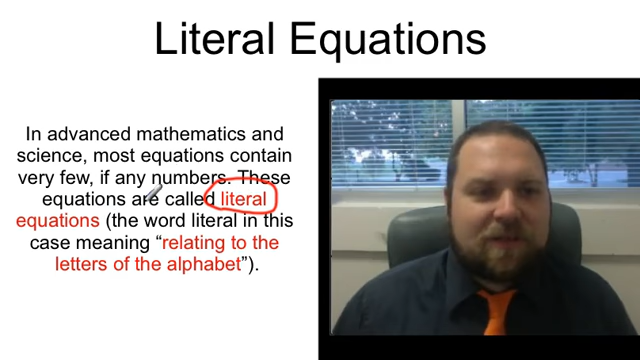 Literal Equations
In advanced mathematics and
science, most equations contain
very few, if any numbers. These
equations are called literal
equations (the word literal in this
case meaning “relating to the
letters of the alphabet”).